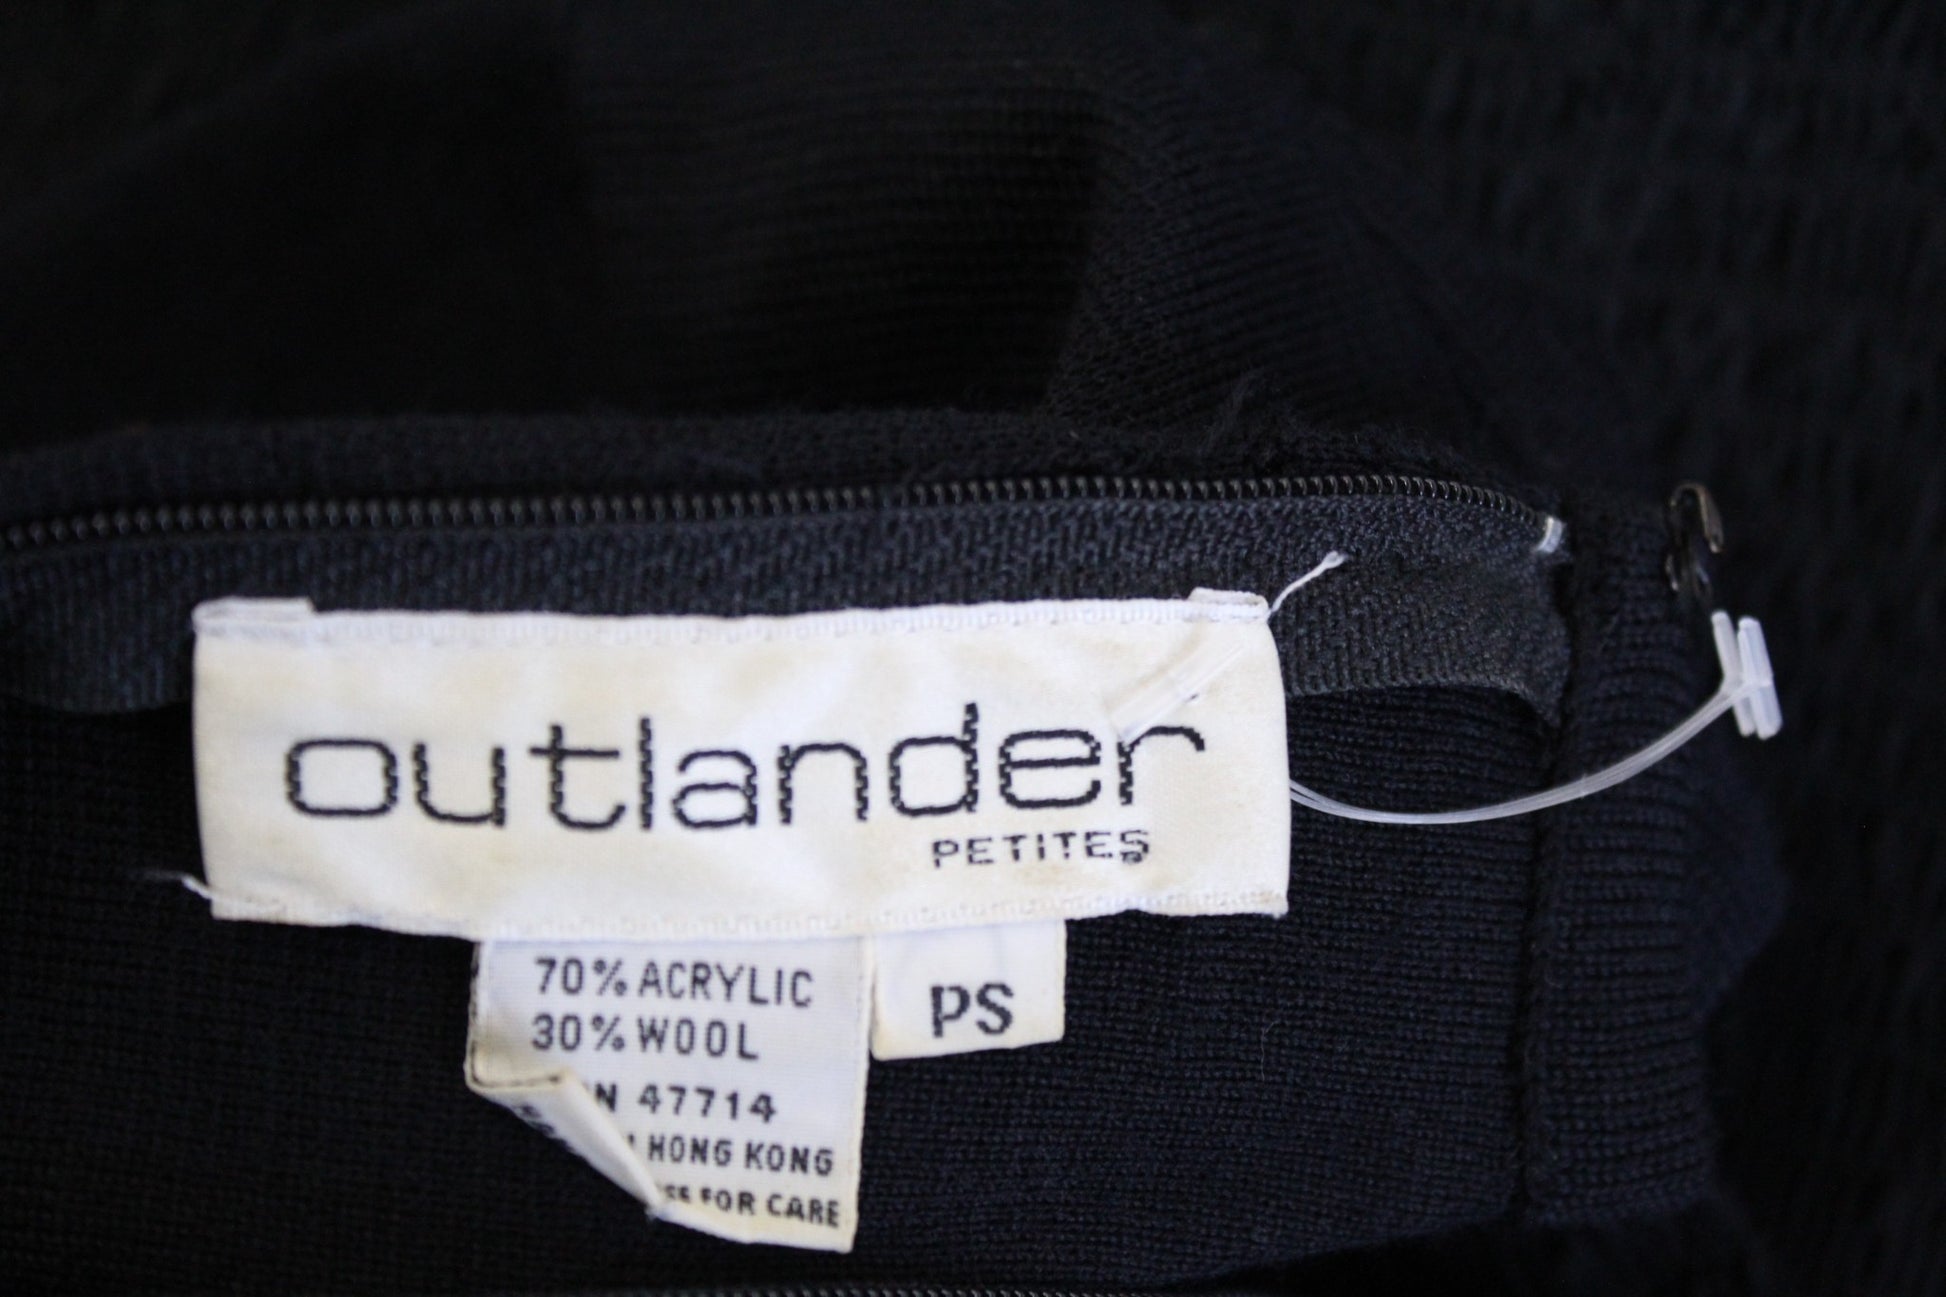 outlander
PETITES
70% ACRYLIC
30% WOOL
PS
N 47714
HONG KONG
FOR CARE